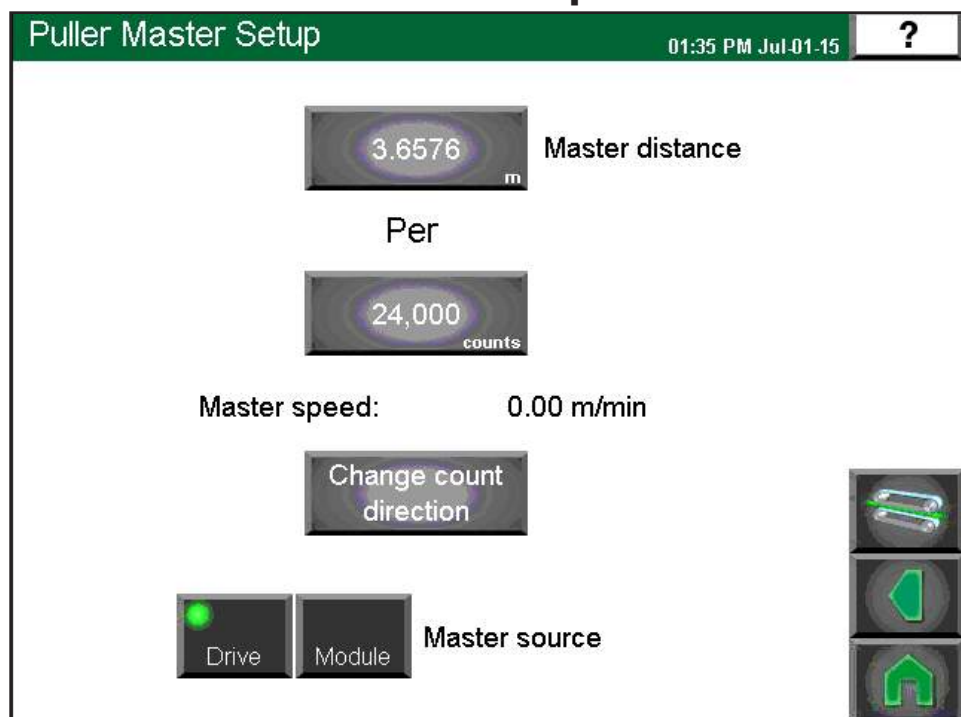 Puller Master Setup
01:35 PM Jul-01-15
?
3.6576
m
Master distance
Per
24,000
counts
Master speed: 0.00 m/min
Change count
direction
Drive
Module
Master source